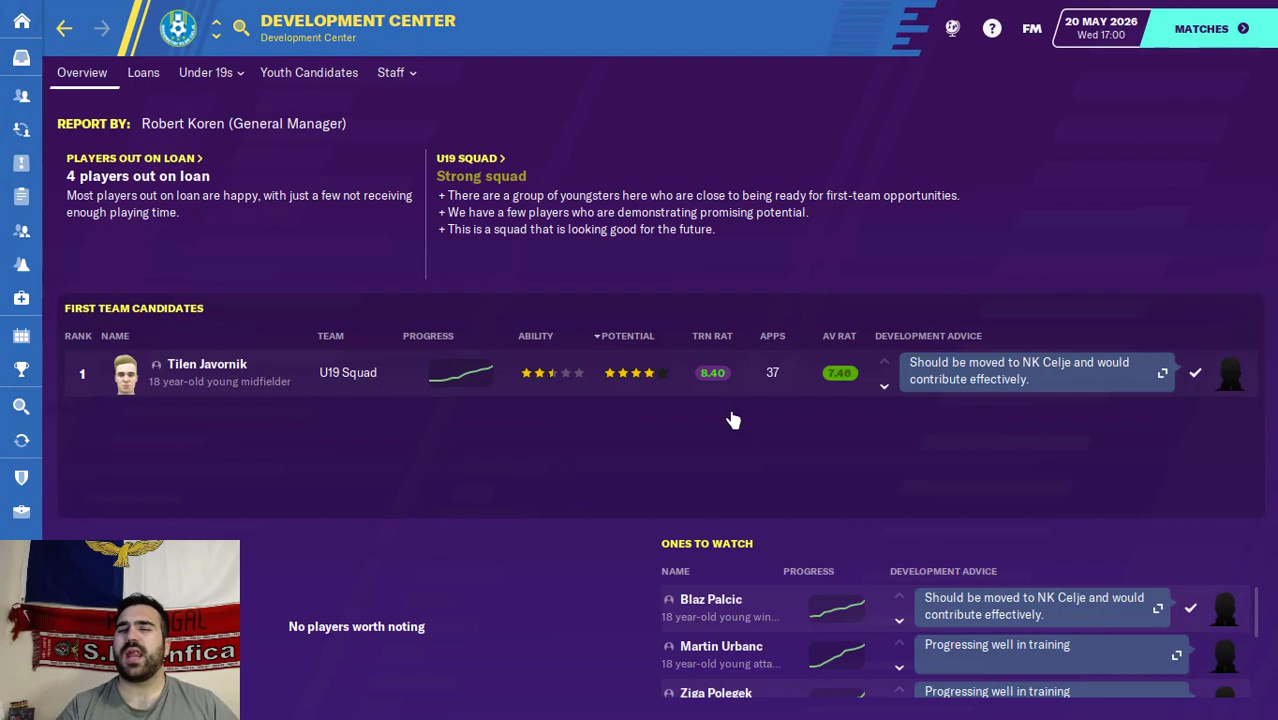 DEVELOPMENT CENTER
Development Center
FM
20 MAY 2026
Wed 17:00
MATCHES
Overview
Loans
Under 19s
Youth Candidates
Staff
REPORT BY: Robert Koren (General Manager)
PLAYERS OUT ON LOAN
4 players out on loan
Most players out on loan are happy, with just a few not receiving
enough playing time.
U19 SQUAD
Strong squad
+ There are a group of youngsters here who are close to being ready for first-team opportunities.
+ We have a few players who are demonstrating promising potential.
+ This is a squad that is looking good for the future.
FIRST TEAM CANDIDATES
RANK NAME TEAM PROGRESS ABILITY POTENTIAL TRN RAT APPS AV RAT DEVELOPMENT ADVICE
1
Tilen Javornik
18 year-old young midfielder
U19 Squad
8.40
37
7.46
Should be moved to NK Celje and would
contribute effectively.
No players worth noting
ONES TO WATCH
NAME PROGRESS DEVELOPMENT ADVICE
Blaz Palcic
18 year-old young win...
Should be moved to NK Celje and would
contribute effectively.
Martin Urbanc
18 year-old young atta...
Progressing well in training
Ziga Polegek
Progressing well in training